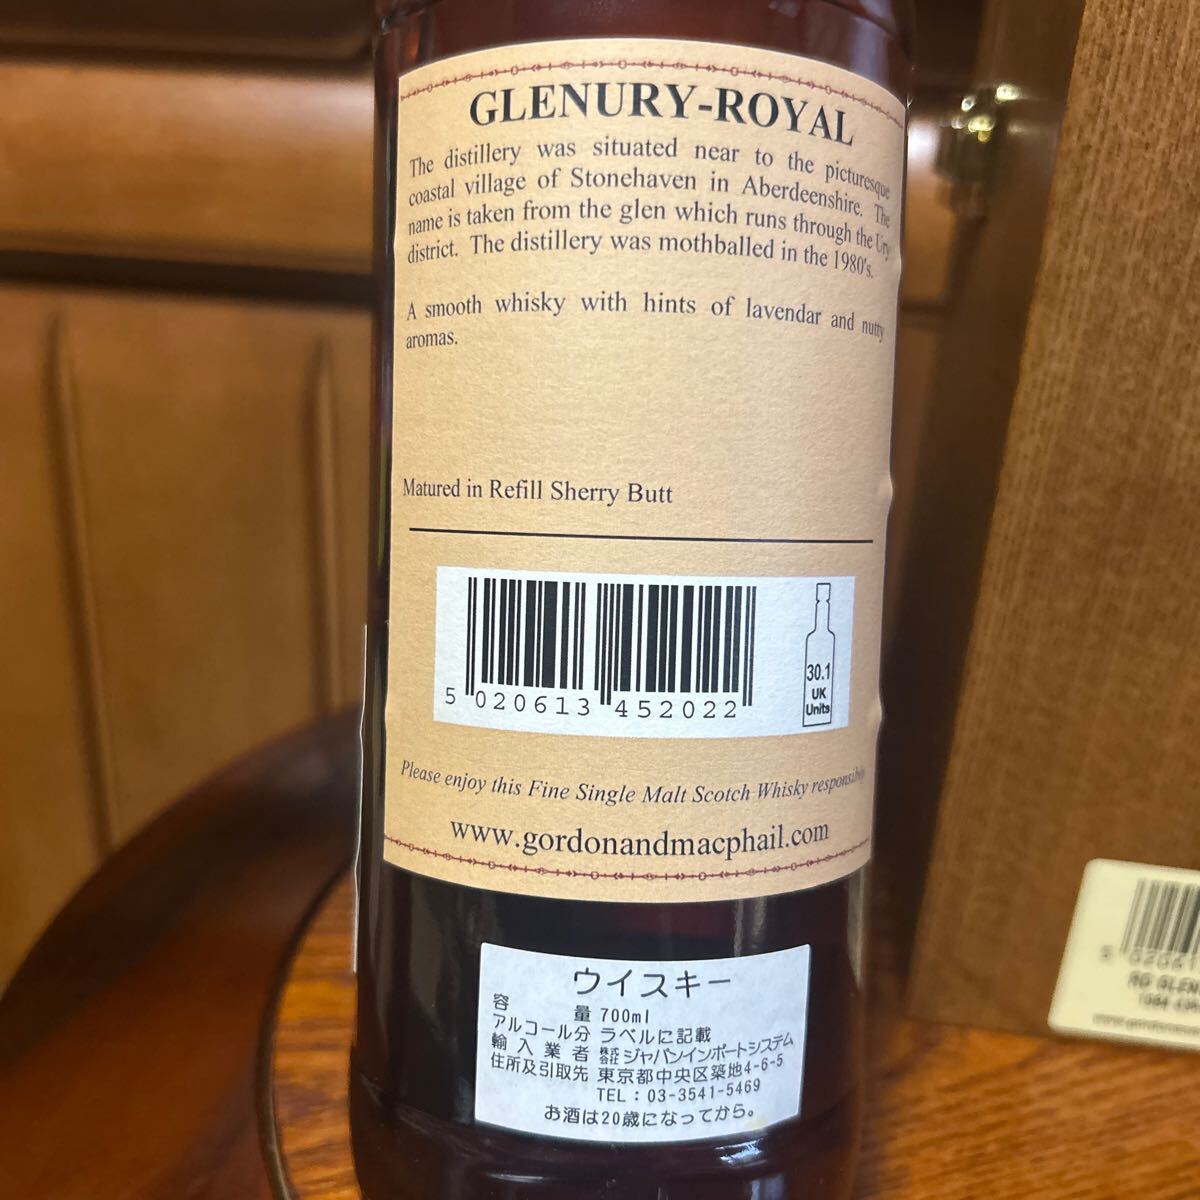 GLENURY-ROYAL
The distillery was situated near to the picturesque
coastal village of Stonehaven in Aberdeenshire. The
name is taken from the glen which runs through the Ury
district. The distillery was mothballed in the 1980's.
A smooth whisky with hints of lavendar and nutty
aromas.
Matured in Refill Sherry Butt
5 020613 452022
30.1
UK
Units
Please enjoy this Fine Single Malt Scotch Whisky responsibly
www.gordonandmacphail.com
ウイスキー
容 量 700ml
アルコール分 ラベルに記載
輸入業者 株式会社ジャパンインポートシステム
住所及引取先 東京都中央区築地4-6-5
TEL：03-3541-5469
お酒は20歳になってから。